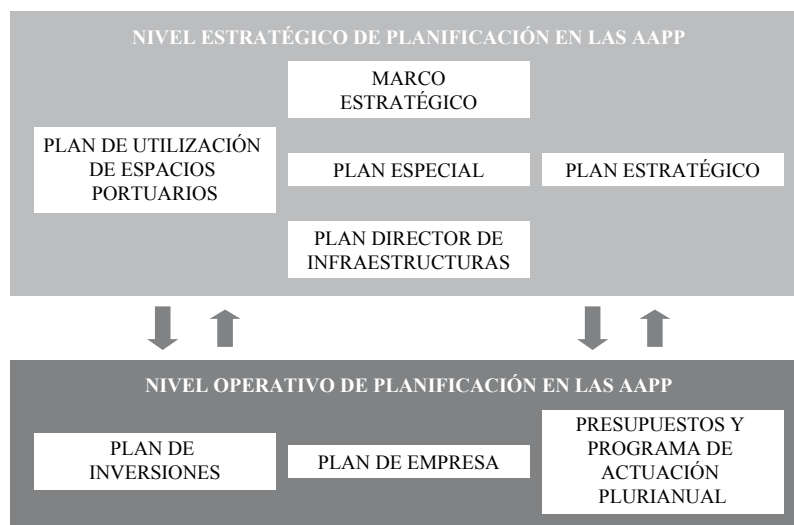 NIVEL ESTRATÉGICO DE PLANIFICACIÓN EN LAS AAPP
MARCO
ESTRATÉGICO
PLAN DE UTILIZACIÓN
DE ESPACIOS
PORTUARIOS
PLAN ESPECIAL
PLAN ESTRATÉGICO
PLAN DIRECTOR DE
INFRAESTRUCTURAS
NIVEL OPERATIVO DE PLANIFICACIÓN EN LAS AAPP
PLAN DE
INVERSIONES
PLAN DE EMPRESA
PRESUPUESTOS Y
PROGRAMA DE
ACTUACIÓN
PLURIANUAL